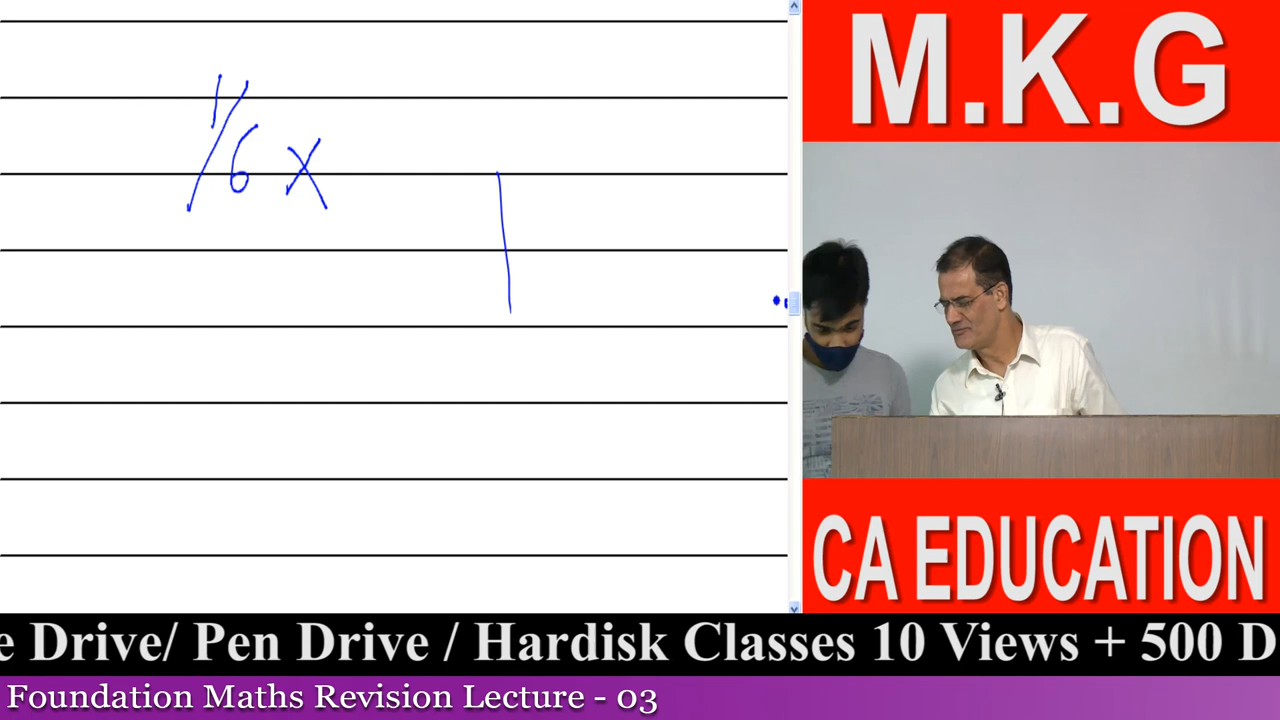 M.K.G
1/6 x
CA EDUCATION
e Drive/ Pen Drive / Hardisk Classes 10 Views + 500 D
Foundation Maths Revision Lecture - 03